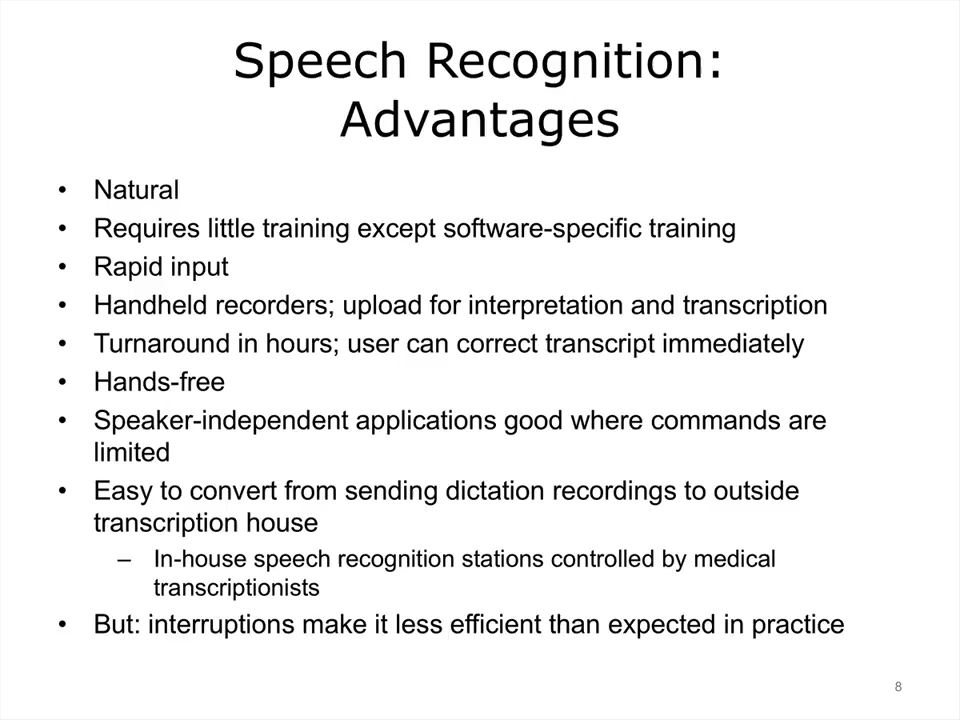 Speech Recognition:
Advantages
• Natural
• Requires little training except software-specific training
• Rapid input
• Handheld recorders; upload for interpretation and transcription
• Turnaround in hours; user can correct transcript immediately
• Hands-free
• Speaker-independent applications good where commands are
limited
• Easy to convert from sending dictation recordings to outside
transcription house
– In-house speech recognition stations controlled by medical
transcriptionists
• But: interruptions make it less efficient than expected in practice
8